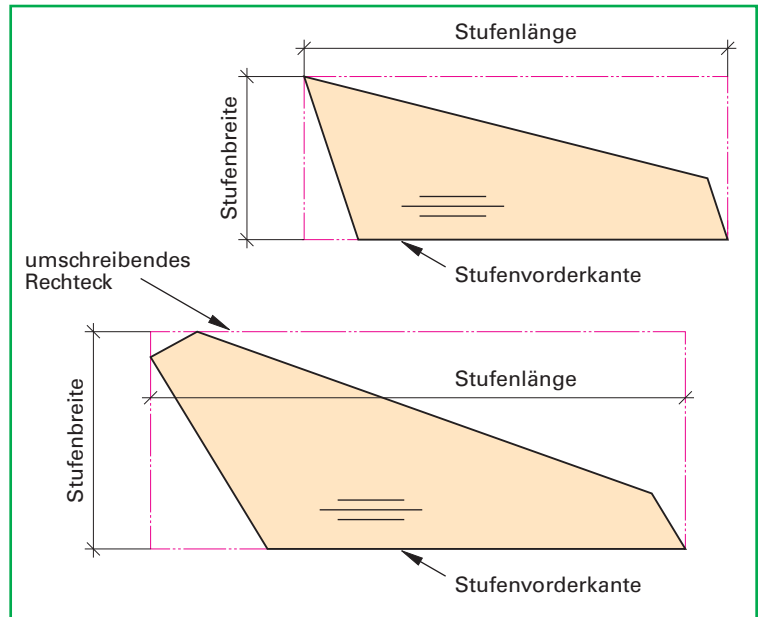 Stufenlänge
Stufenbreite
Stufenvorderkante
umschreibendes
Rechteck
Stufenlänge
Stufenbreite
Stufenvorderkante